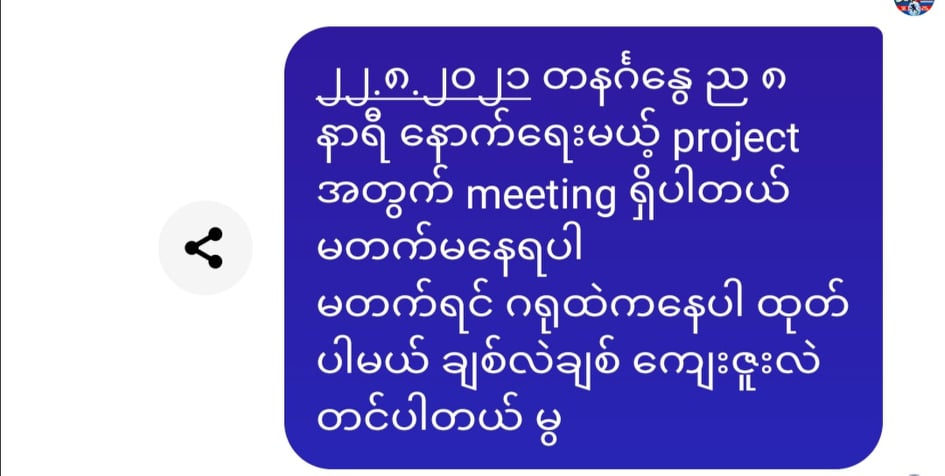 ၂၂.၈.၂၀၂၁ တနင်္ဂနွေ ည ၈
နာရီ နောက်ရေးမယ့် project
အတွက် meeting ရှိပါတယ်
မတက်မနေရပါ
မတက်ရင် ဂရုထဲကနေပါ ထုတ်
ပါမယ် ချစ်လဲချစ် ကျေးဇူးလဲ
တင်ပါတယ် မွ